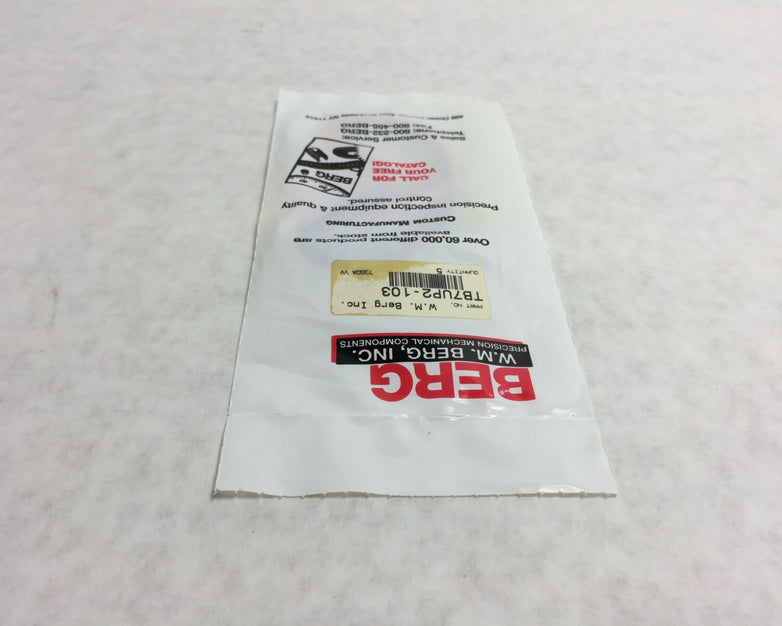 BERG
W.M. BERG, INC.
PRECISION MECHANICAL COMPONENTS
W.M. Berg Inc.
PART NO.
TB7UP2-103
QUANTITY 5
Over 60,000 different products are
available from stock.
CUSTOM MANUFACTURING
Precision inspection equipment & quality
control assured.
CALL FOR
YOUR FREE
CATALOG!
BERG
Sales & Customer Service:
Telephone: 800-232-BERG
Fax: 800-455-BERG